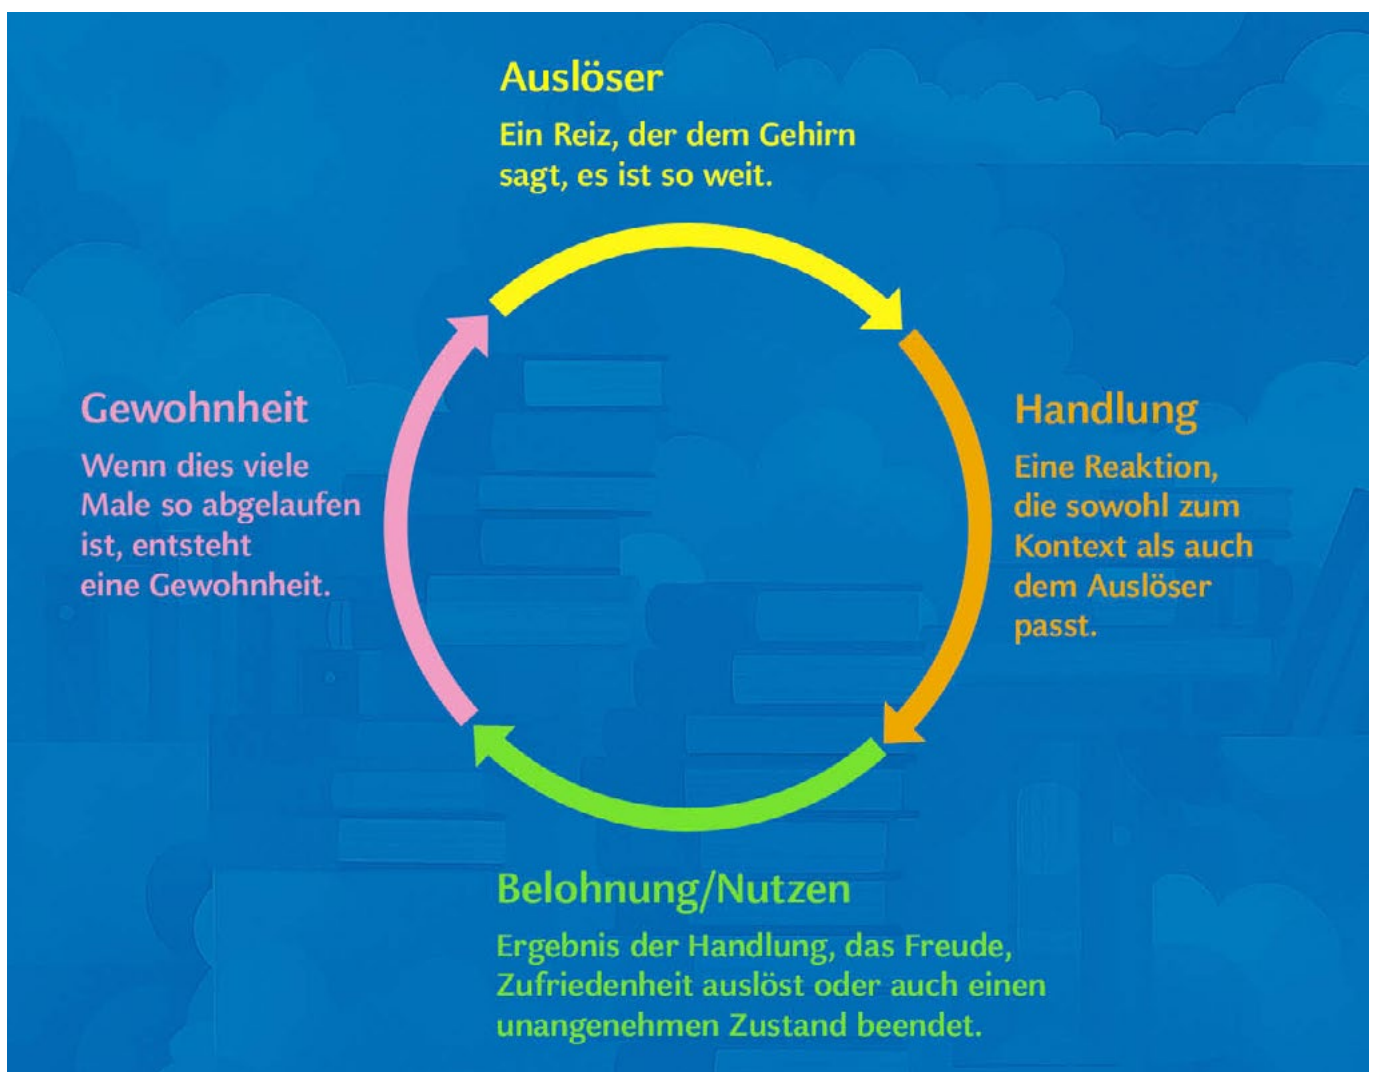 Auslöser
Ein Reiz, der dem Gehirn
sagt, es ist so weit.
Handlung
Eine Reaktion,
die sowohl zum
Kontext als auch
dem Auslöser
passt.
Belohnung/Nutzen
Ergebnis der Handlung, das Freude,
Zufriedenheit auslöst oder auch einen
unangenehmen Zustand beendet.
Gewohnheit
Wenn dies viele
Male so abgelaufen
ist, entsteht
eine Gewohnheit.